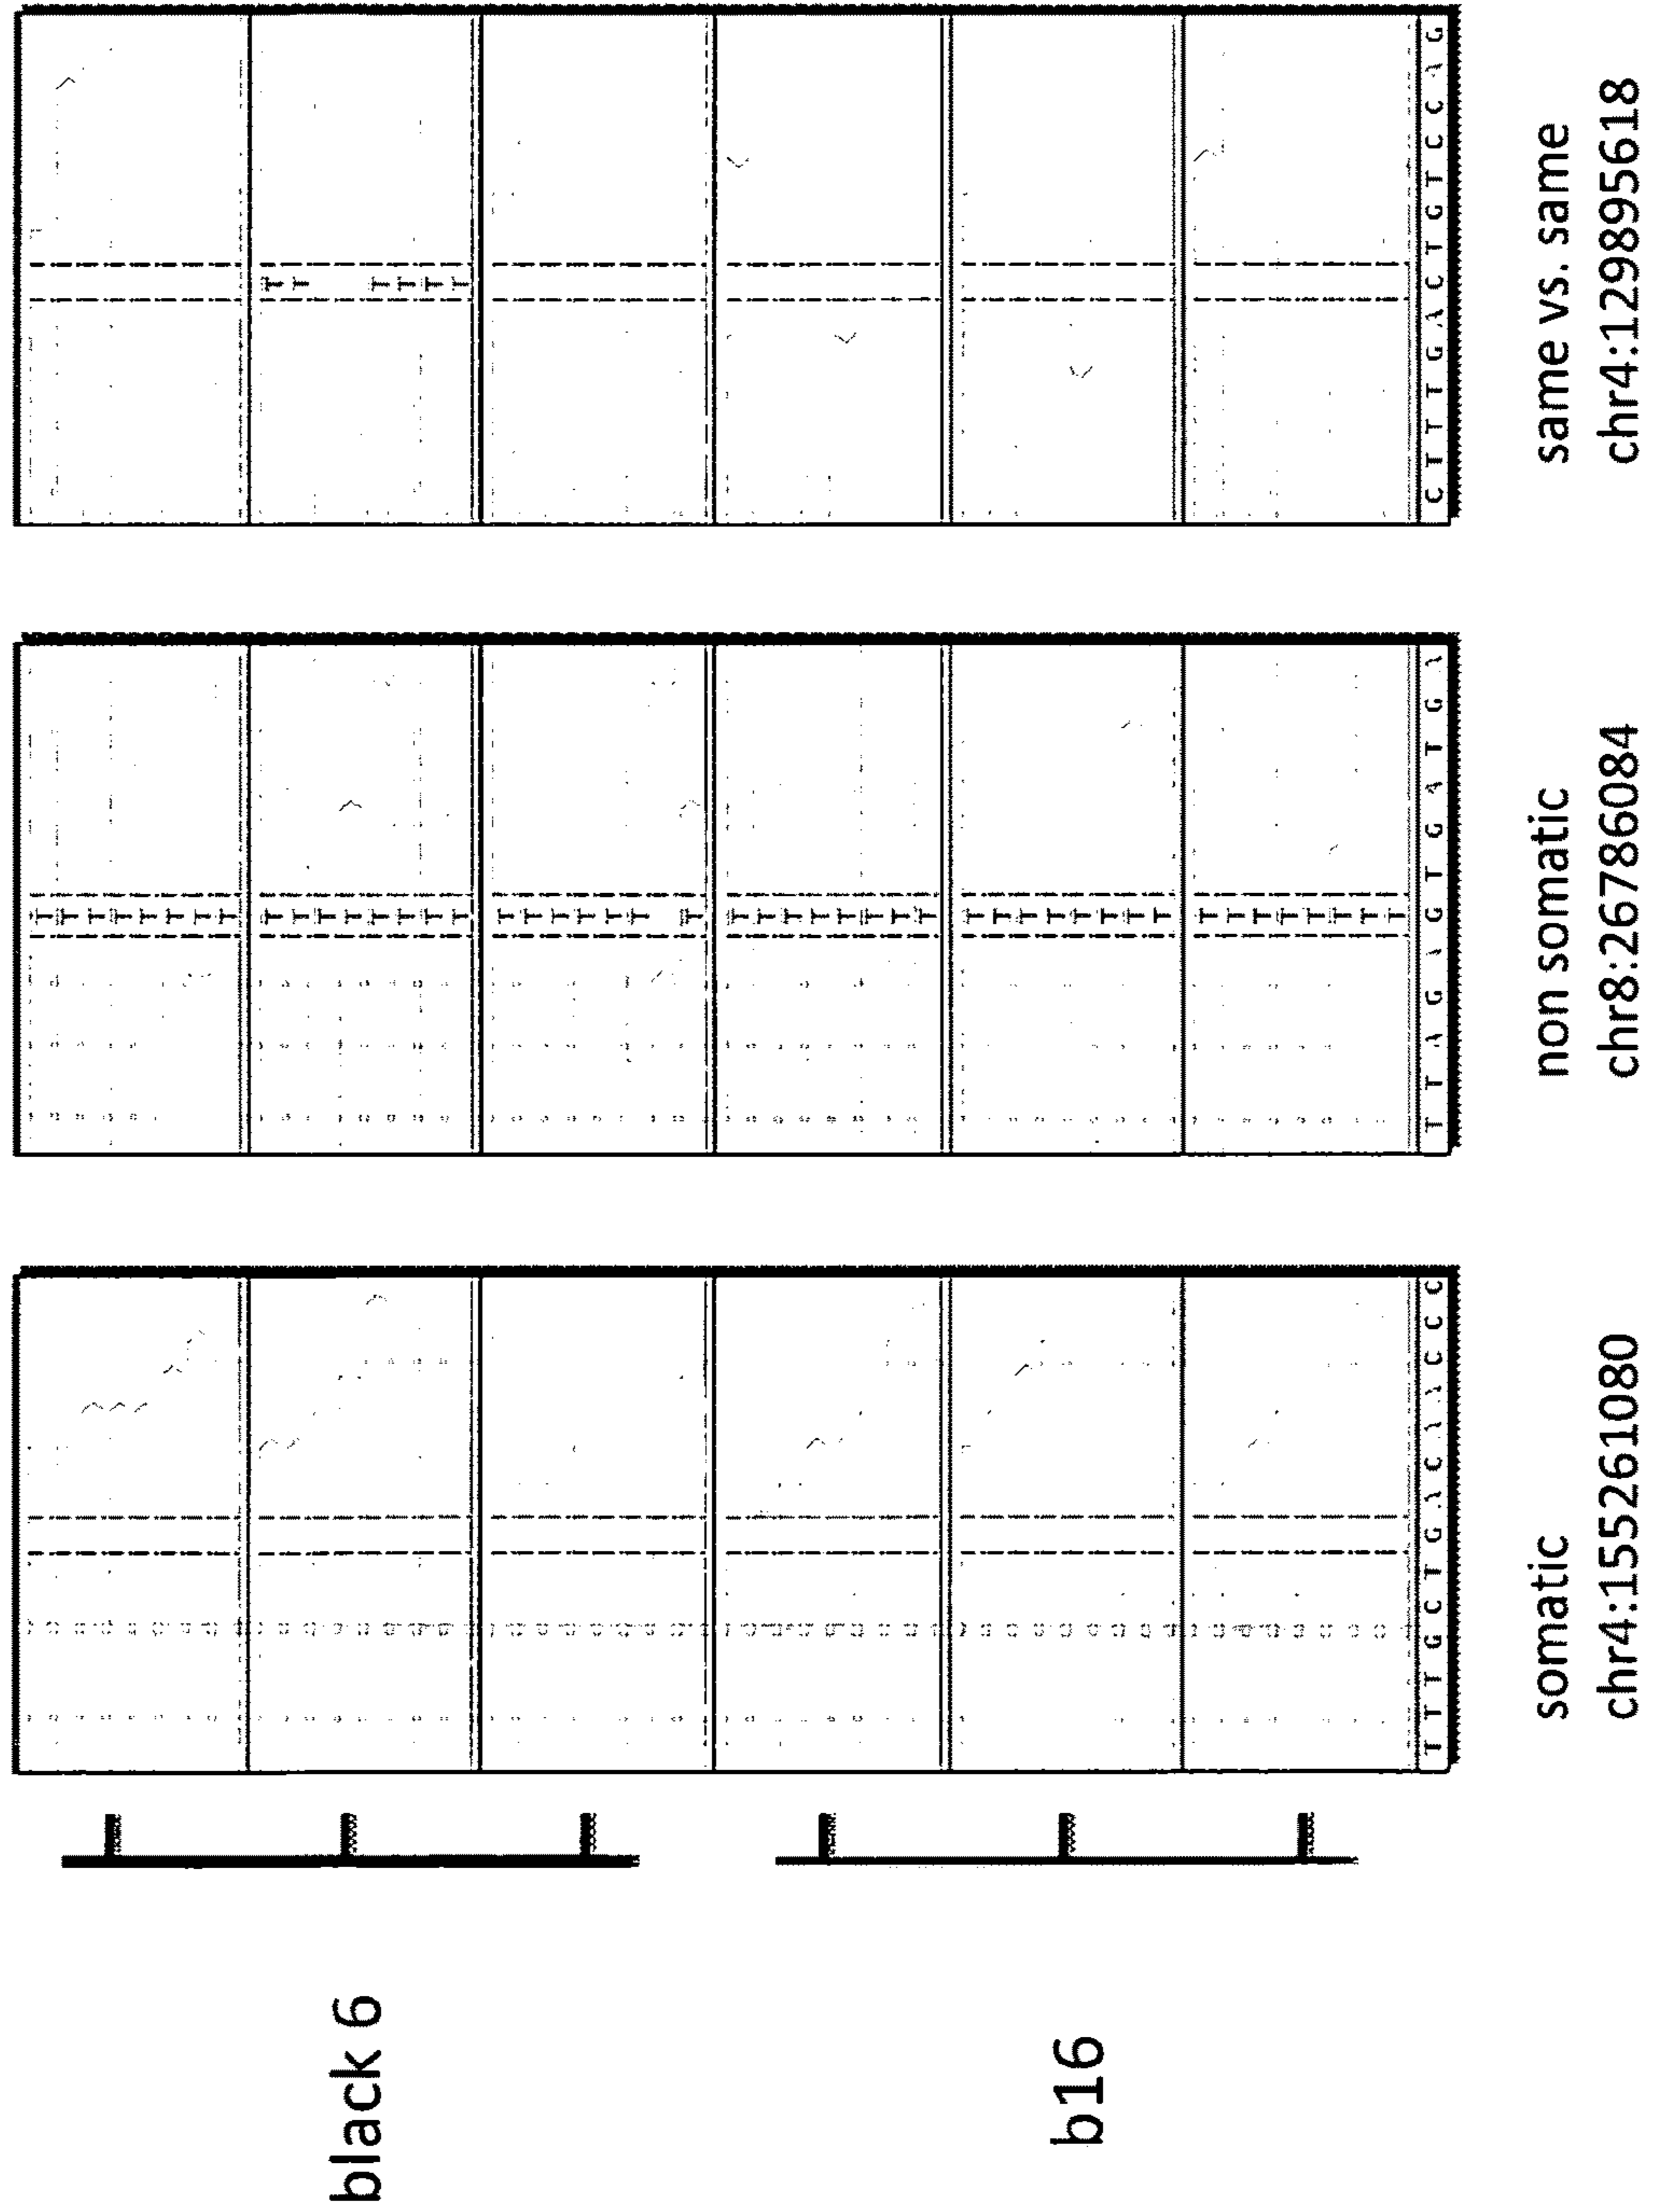 black 6
b16
T T T G C T G A C A A C C C
T T A G A G T G A T G A
C T T T G A C T G T C C A G
somatic
chr4:155261080
non somatic
chr8:26786084
same vs. same
chr4:129895618